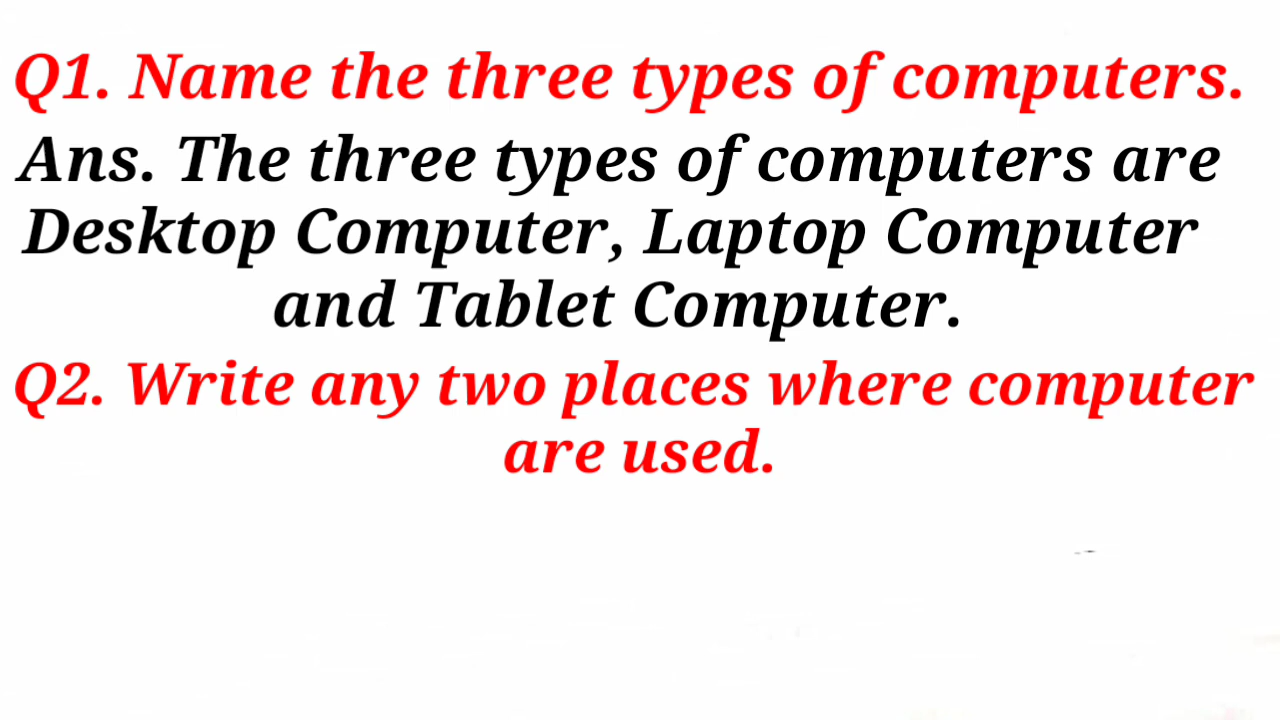 Q1. Name the three types of computers.
Ans. The three types of computers are
Desktop Computer, Laptop Computer
and Tablet Computer.
Q2. Write any two places where computer
are used.